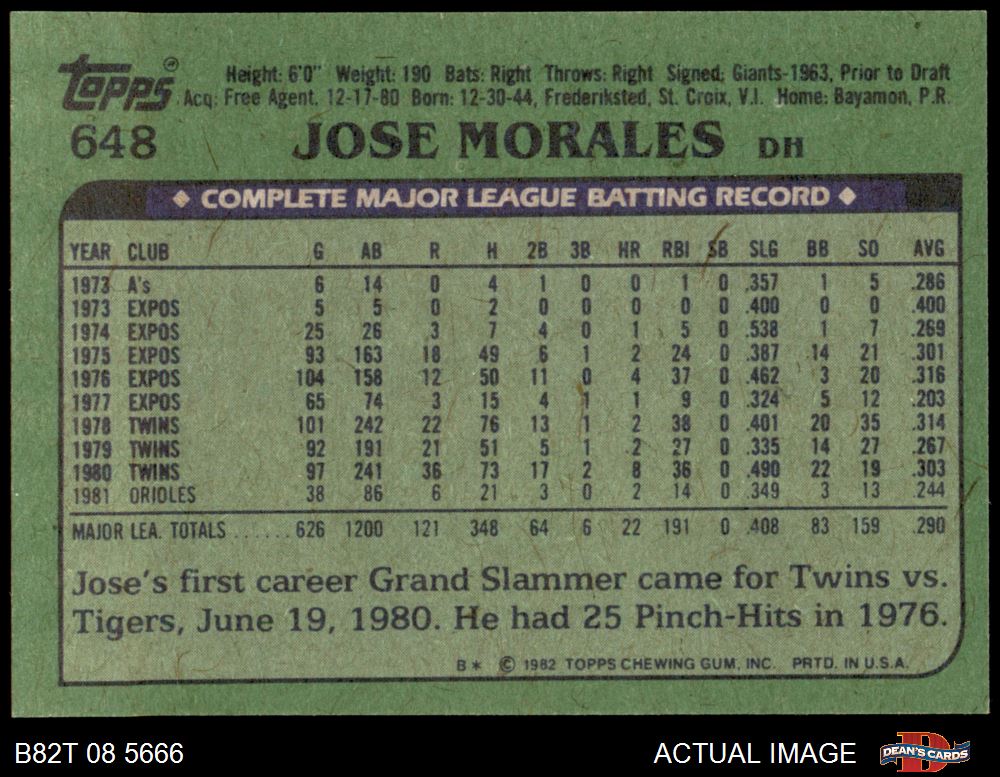 Topps®
Height: 6'0" Weight: 190 Bats: Right Throws: Right Signed: Giants-1963, Prior to Draft
Acq: Free Agent, 12-17-80 Born: 12-30-44, Frederiksted, St. Croix, V.I. Home: Bayamon, P.R.
648 JOSE MORALES DH
◆ COMPLETE MAJOR LEAGUE BATTING RECORD ◆
YEAR CLUB G AB R H 2B 3B HR RBI SB SLG BB SO AVG
1973 A's 6 14 0 4 1 0 0 1 0 .357 1 5 .286
1973 EXPOS 5 5 0 2 0 0 0 0 0 .400 0 0 .400
1974 EXPOS 25 26 3 7 4 0 1 5 0 .538 1 7 .269
1975 EXPOS 93 163 18 49 6 1 2 24 0 .387 14 21 .301
1976 EXPOS 104 158 12 50 11 0 4 37 0 .462 3 20 .316
1977 EXPOS 65 74 3 15 4 1 1 9 0 .324 5 12 .203
1978 TWINS 101 242 22 76 13 1 2 38 0 .401 20 35 .314
1979 TWINS 92 191 21 51 5 1 2 27 0 .335 14 27 .267
1980 TWINS 97 241 36 73 17 2 8 36 0 .490 22 19 .303
1981 ORIOLES 38 86 6 21 3 0 2 14 0 .349 3 13 .244
MAJOR LEA. TOTALS ...... 626 1200 121 348 64 6 22 191 0 .408 83 159 .290
Jose's first career Grand Slammer came for Twins vs.
Tigers, June 19, 1980. He had 25 Pinch-Hits in 1976.
B* © 1982 TOPPS CHEWING GUM, INC. PRTD. IN U.S.A.
B82T 08 5666 ACTUAL IMAGE DEAN'S CARDS